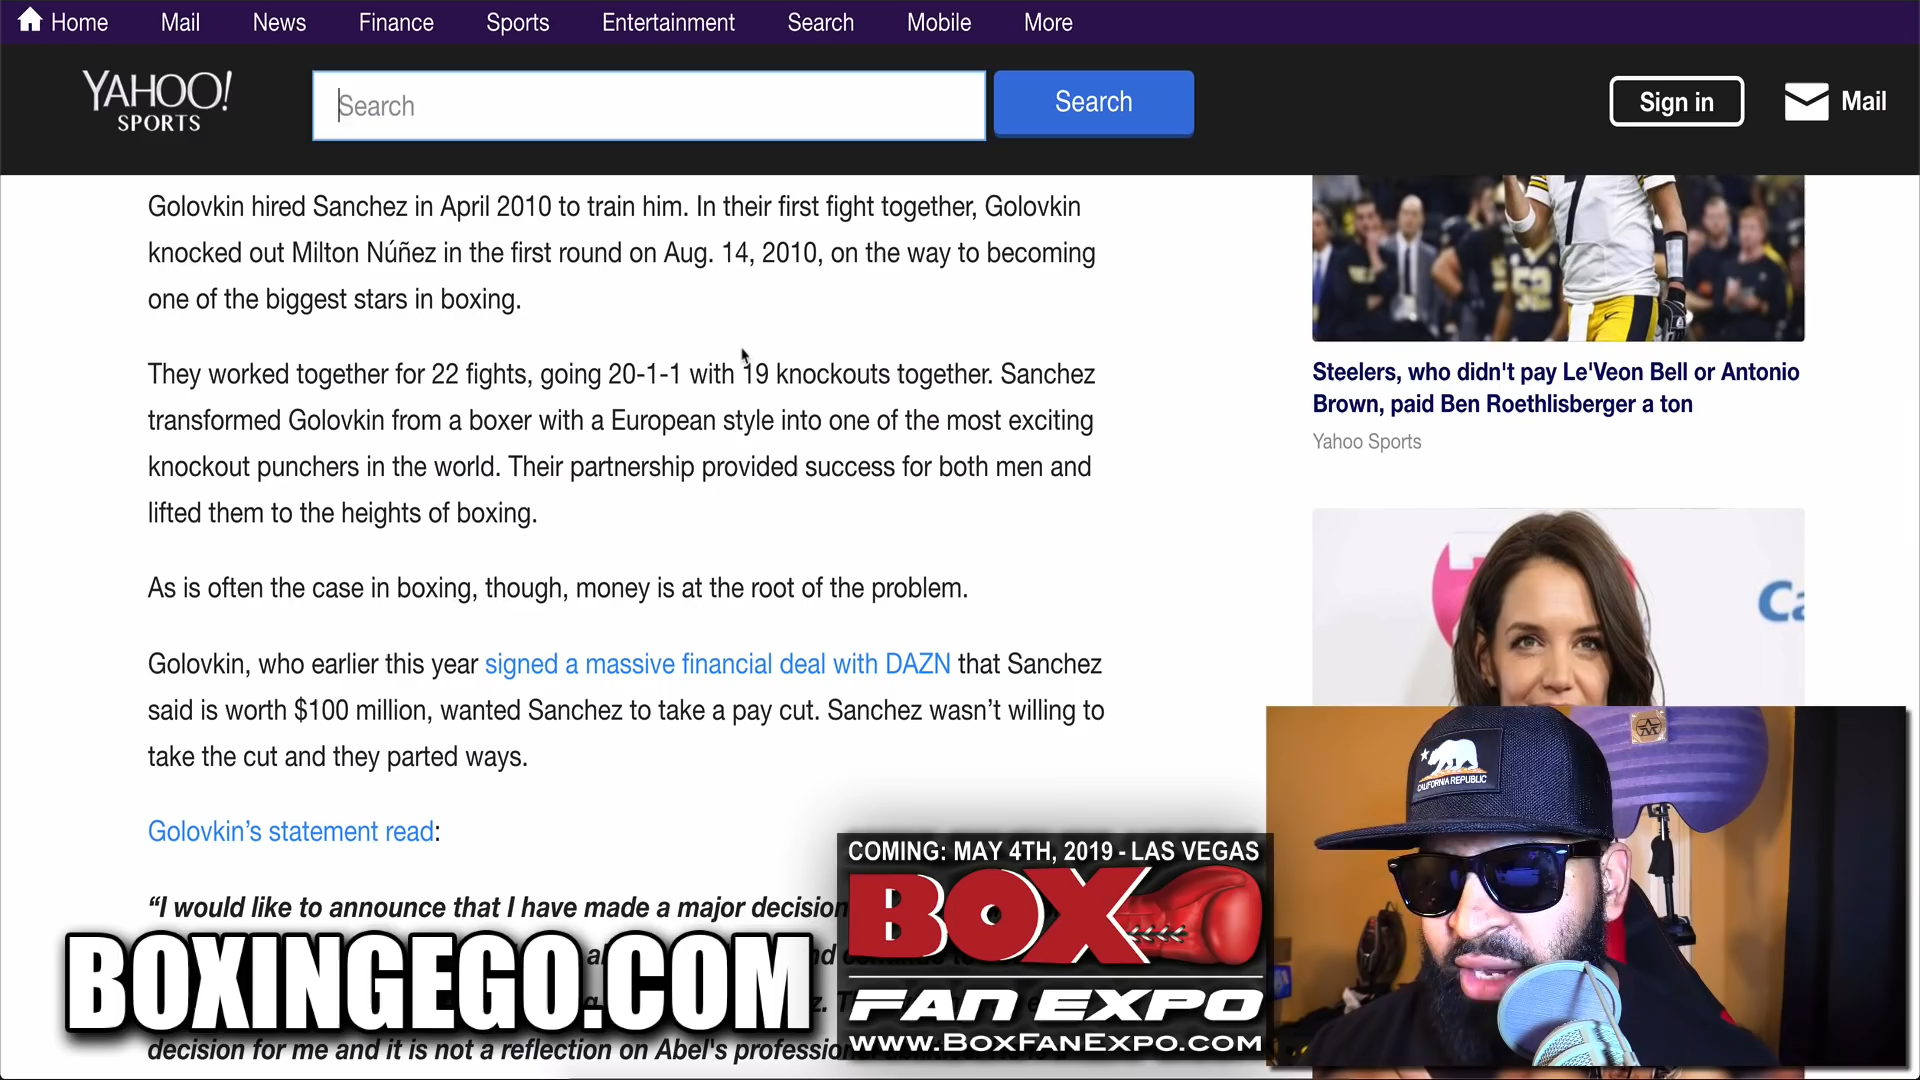 Home Mail News Finance Sports Entertainment Search Mobile More
YAHOO!
SPORTS
Search
Search
Sign in
Mail
Golovkin hired Sanchez in April 2010 to train him. In their first fight together, Golovkin
knocked out Milton Núñez in the first round on Aug. 14, 2010, on the way to becoming
one of the biggest stars in boxing.
They worked together for 22 fights, going 20-1-1 with 19 knockouts together. Sanchez
transformed Golovkin from a boxer with a European style into one of the most exciting
knockout punchers in the world. Their partnership provided success for both men and
lifted them to the heights of boxing.
As is often the case in boxing, though, money is at the root of the problem.
Golovkin, who earlier this year signed a massive financial deal with DAZN that Sanchez
said is worth $100 million, wanted Sanchez to take a pay cut. Sanchez wasn’t willing to
take the cut and they parted ways.
Golovkin’s statement read:
“I would like to announce that I have made a major decision
decision for me and it is not a reflection on Abel's
7
52
Steelers, who didn't pay Le'Veon Bell or Antonio
Brown, paid Ben Roethlisberger a ton
Yahoo Sports
Ca
BOXINGEGO.COM
COMING: MAY 4TH, 2019 - LAS VEGAS
BOX
FAN EXPO
WWW.BOXFANEXPO.COM
CALIFORNIA REPUBLIC